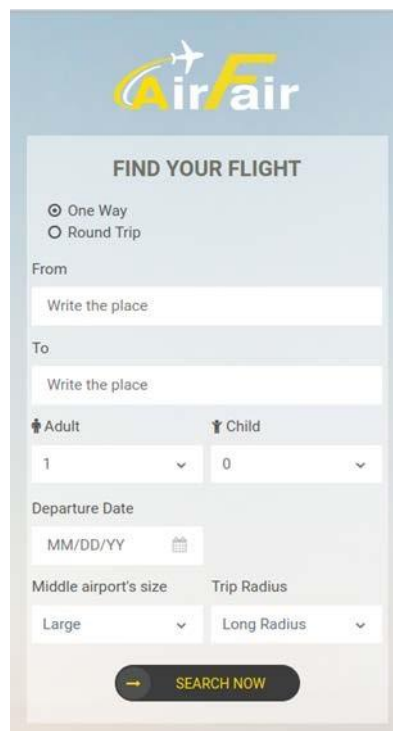 AirFair
FIND YOUR FLIGHT
One Way
Round Trip
From
Write the place
To
Write the place
Adult Child
1 0
Departure Date
MM/DD/YY
Middle airport's size Trip Radius
Large Long Radius
SEARCH NOW